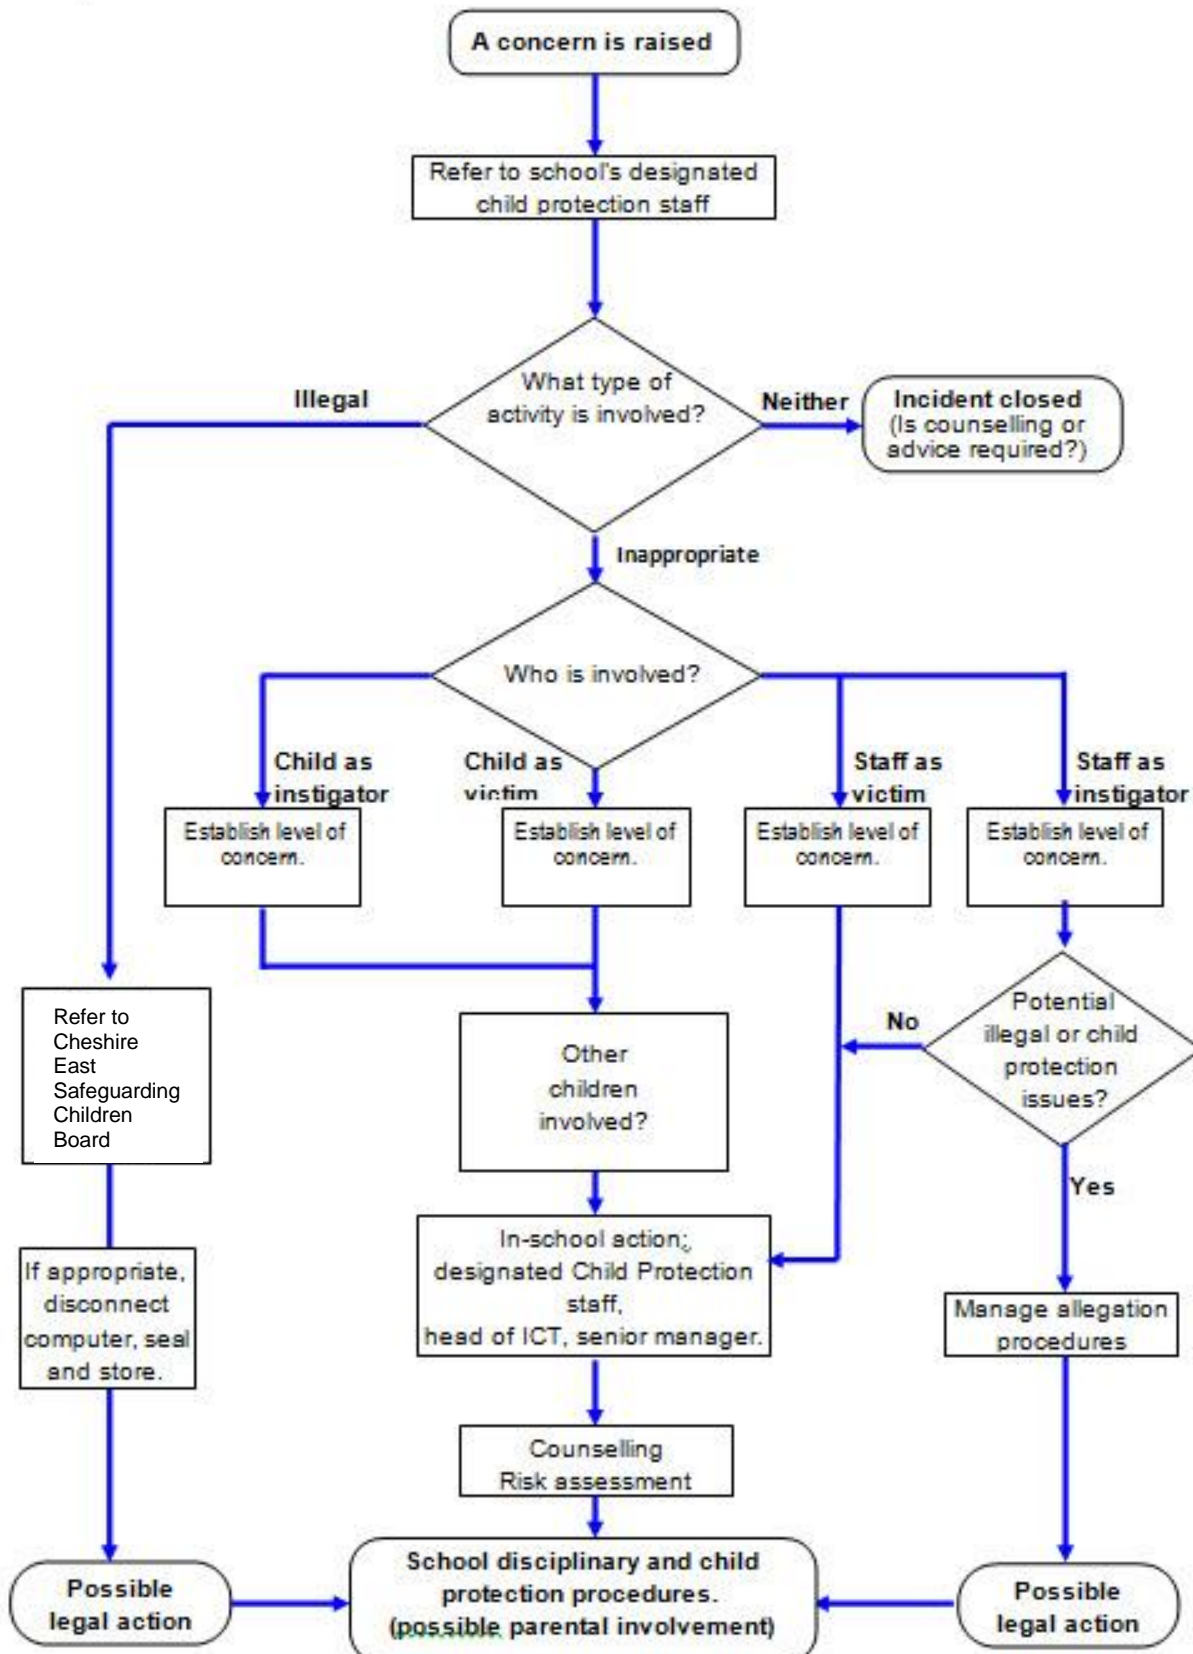 A concern is raised
Refer to school's designated
child protection staff
What type of
activity is involved?
Illegal
Neither
Incident closed
(Is counselling or
advice required?)
Inappropriate
Who is involved?
Child as
instigator
Child as
victim
Staff as
victim
Staff as
instigator
Establish level of
concern.
Establish level of
concern.
Establish level of
concern.
Establish level of
concern.
Refer to
Cheshire
East
Safeguarding
Children
Board
Other
children
involved?
No
Potential
illegal or child
protection
issues?
Yes
If appropriate,
disconnect
computer, seal
and store.
In-school action;
designated Child Protection
staff,
head of ICT, senior manager.
Manage allegation
procedures
Counselling
Risk assessment
Possible
legal action
School disciplinary and child
protection procedures.
(possible parental involvement)
Possible
legal action